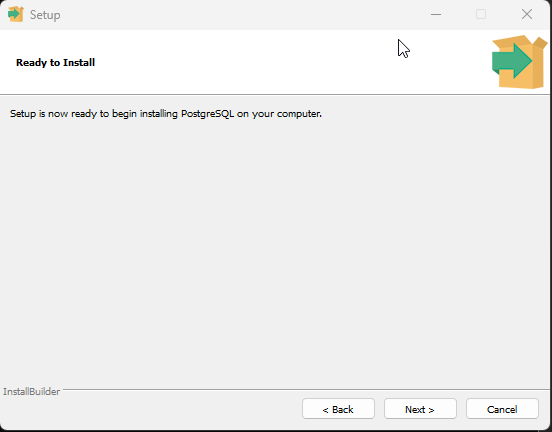 Setup
Ready to Install
Setup is now ready to begin installing PostgreSQL on your computer.
InstallBuilder
< Back
Next >
Cancel